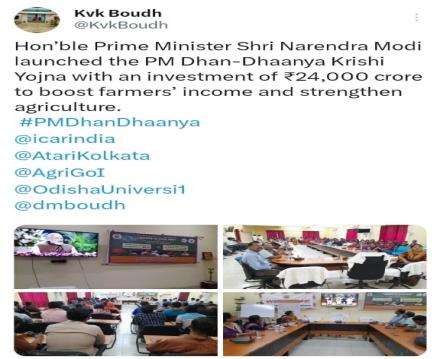 Kvk Boudh
@KvkBoudh
Hon'ble Prime Minister Shri Narendra Modi
launched the PM Dhan-Dhaanya Krishi
Yojna with an investment of ₹24,000 crore
to boost farmers' income and strengthen
agriculture.
#PMDhanDhaanya
@icarindia
@AtariKolkata
@AgriGoI
@OdishaUniversi1
@dmboudh